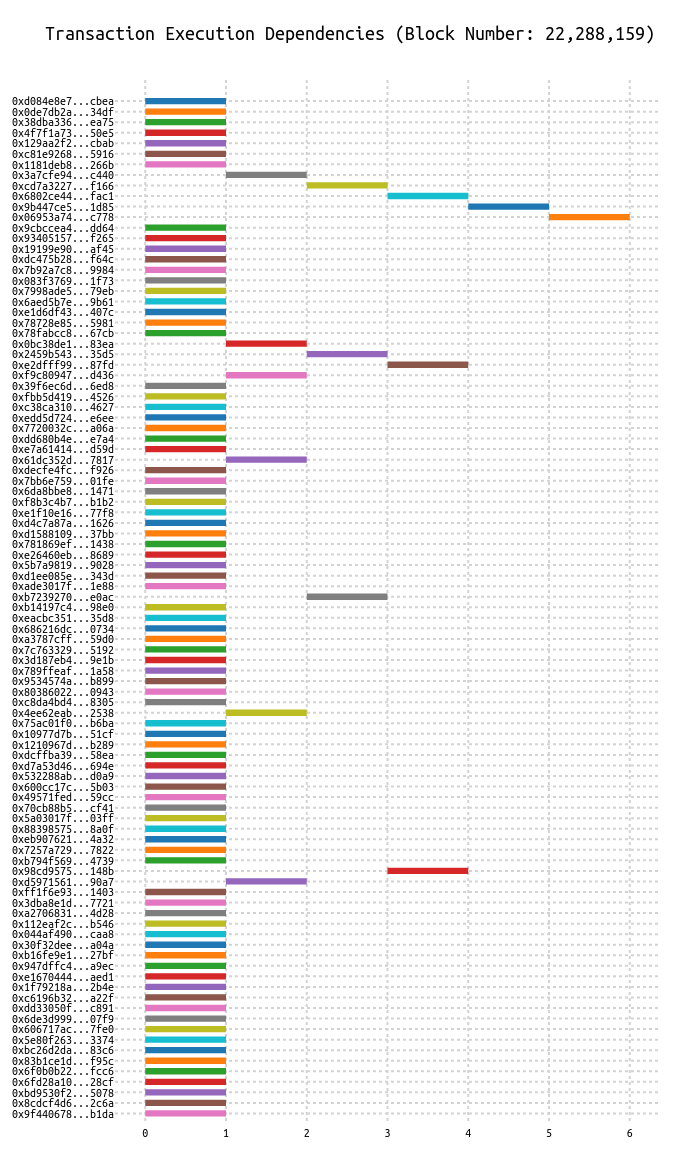 Transaction Execution Dependencies (Block Number: 22,288,159)
0xd084e8e7...cbea
0x0de7db2a...34df
0x38dba336...ea75
0x4f7f1a73...50e5
0x129aa2f2...cbab
0xc81e9268...5916
0x1181deb8...266b
0x3a7cfe94...c440
0xcd7a3227...f166
0x6802ce44...fac1
0x9b447ce5...1d85
0x06953a74...c778
0x9cbccea4...dd64
0x93405157...f265
0x19199e90...af45
0xdc475b28...f64c
0x7b92a7c8...9984
0x083f3769...1f73
0x7998ade5...79eb
0x6aed5b7e...9b61
0xe1d6df43...407c
0x78728e85...5981
0x78fabcc8...67cb
0x0bc38de1...83ea
0x2459b543...35d5
0xe2dfff99...87fd
0xf9c80947...d436
0x39f6ec6d...6ed8
0xfbb5d419...4526
0xc38ca310...4627
0xedd5d724...e6ee
0x7720032c...a06a
0xdd680b4e...e7a4
0xe7a61414...d59d
0x61dc352d...7817
0xdecfe4fc...f926
0x7bb6e759...01fe
0x6da8bbe8...1471
0xf8b3c4b7...b1b2
0xe1f10e16...77f8
0xd4c7a87a...1626
0xd1588109...37bb
0x781869ef...1438
0xe26460eb...8689
0x5b7a9819...9028
0xd1ee085e...343d
0xade3017f...1e88
0xb7239270...e0ac
0xb14197c4...98e0
0xeacbc351...35d8
0x686216dc...0734
0xa3787cff...59d0
0x7c763329...5192
0x3d187eb4...9e1b
0x789ffeaf...1a58
0x9534574a...b899
0x80386022...0943
0xc8da4bd4...8305
0x4ee62eab...2538
0x75ac01f0...b6ba
0x10977d7b...51cf
0x1210967d...b289
0xdcffba39...58ea
0xd7a53d46...694e
0x532288ab...d0a9
0x600cc17c...5b03
0x49571fed...59cc
0x70cb88b5...cf41
0x5a03017f...03ff
0x88398575...8a0f
0xeb907621...4a32
0x7257a729...7822
0xb794f569...4739
0x98cd9575...148b
0xd5971561...90a7
0xff1f6e93...1403
0x3dba8e1d...7721
0xa2706831...4d28
0x112eaf2c...b546
0x044af490...caa8
0x30f32dee...a04a
0xb16fe9e1...27bf
0x947dffc4...a9ec
0xe1670444...aed1
0x1f79218a...2b4e
0xc6196b32...a22f
0xdd33050f...c891
0x6de3d999...07f9
0x606717ac...7fe0
0x5e80f263...3374
0xbc26d2da...83c6
0x83b1ce1d...f95c
0x6f0b0b22...fcc6
0x6fd28a10...28cf
0xbd9530f2...5078
0x8cdcf4d6...2c6a
0x9f440678...b1da
0 1 2 3 4 5 6